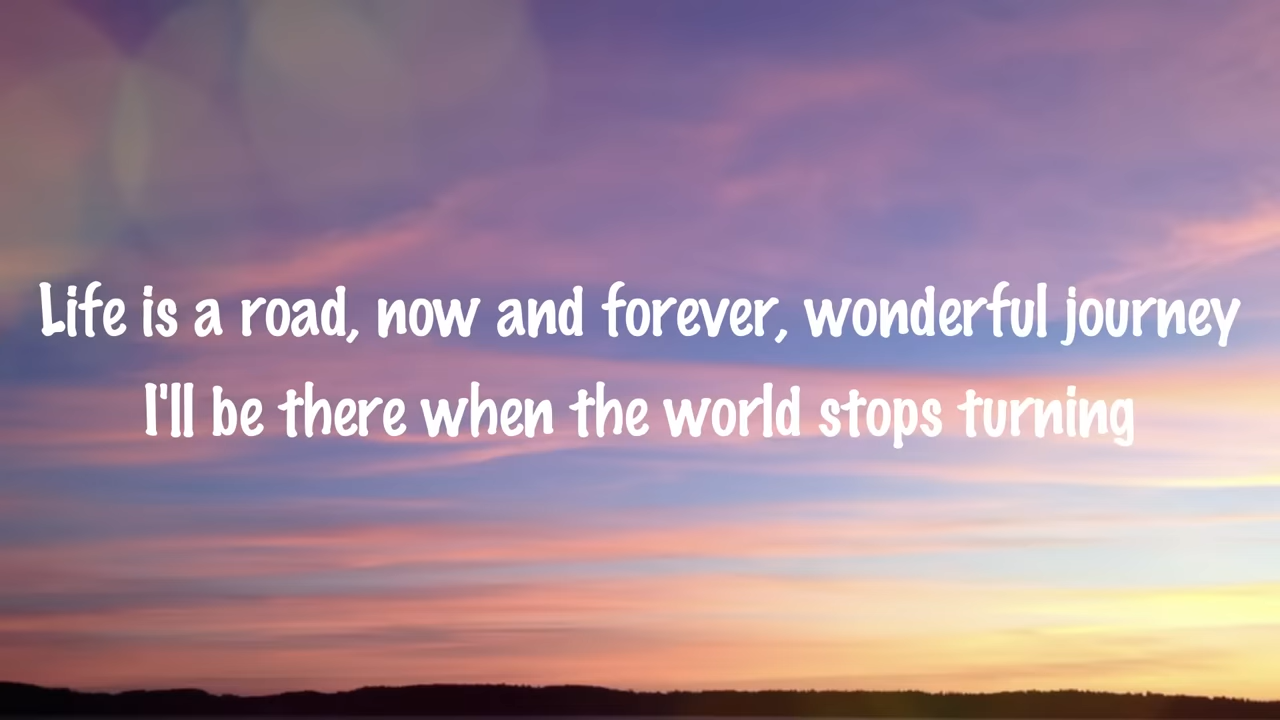 Life is a road, now and forever, wonderful journey
I'll be there when the world stops turning